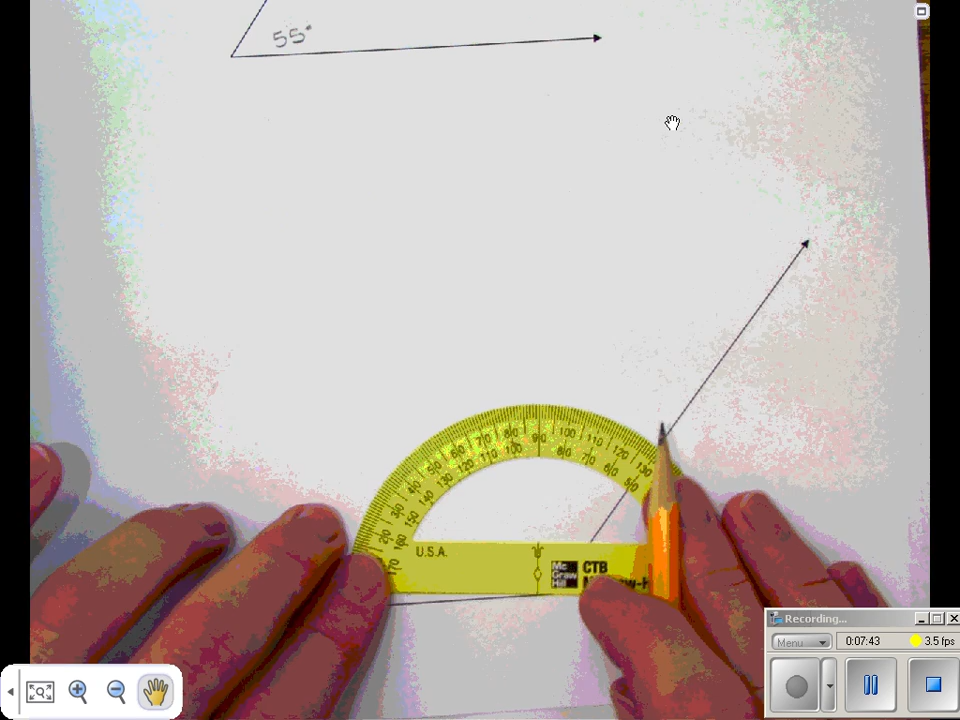 55°
80 90 100 110
70 80 70
60 110 100 60 120
50 120 130
40 130 50
30 140
20 150
160
170
U.S.A.
Mc
Graw
Hill
CTB
Recording...
Menu
0:07:43
3.5 fps